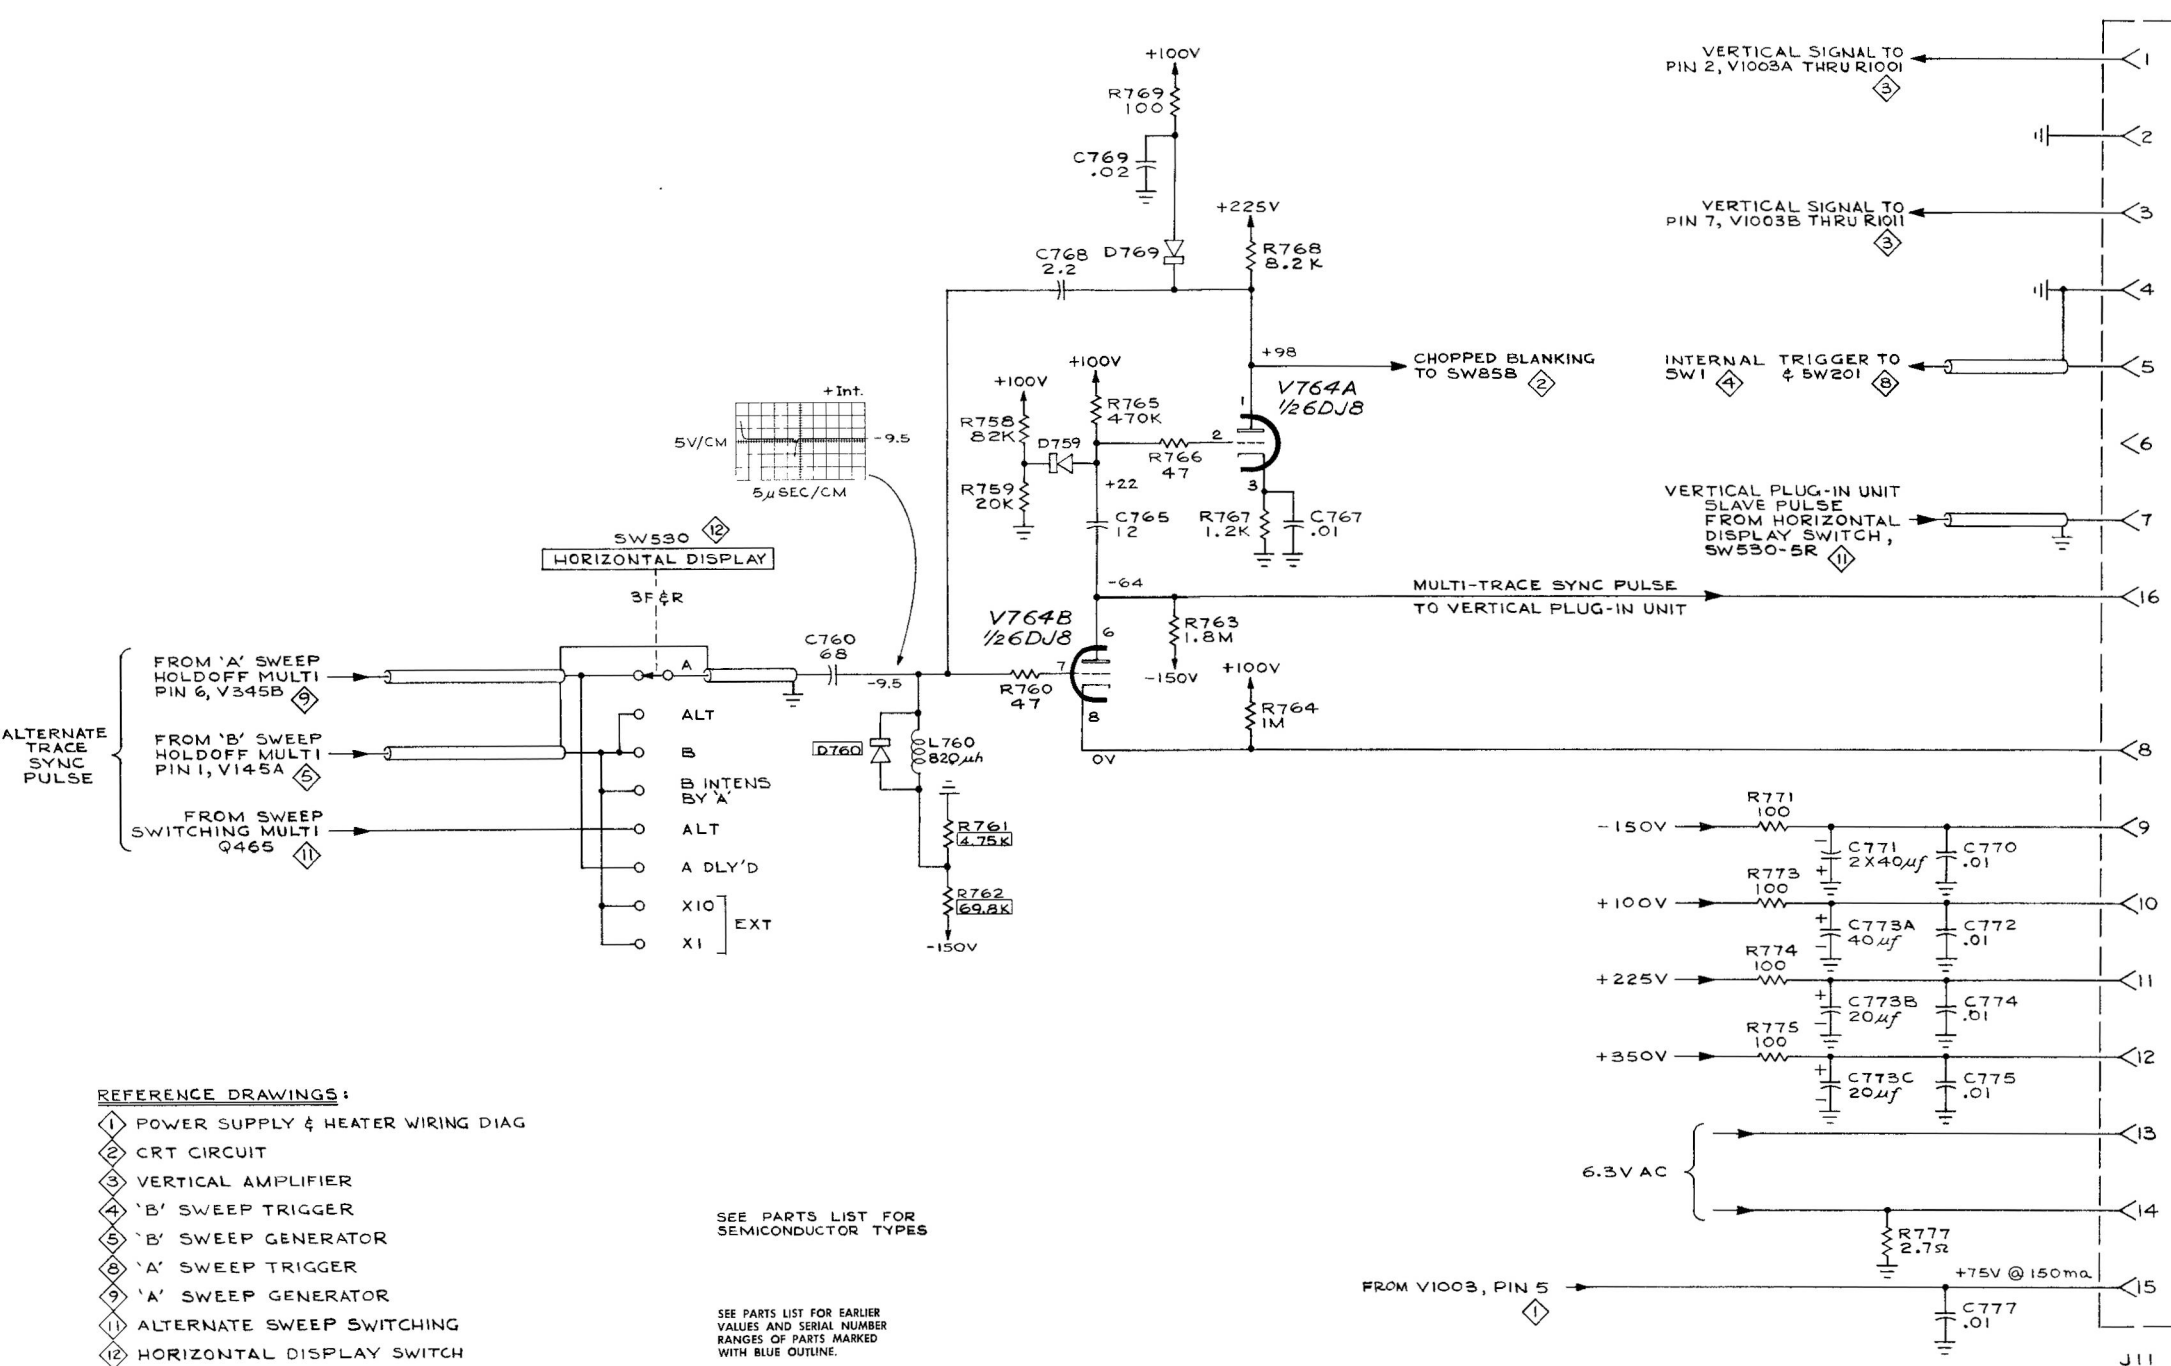 +100V
R769
100
C769
.02
+225V
C768
2.2
D769
R768
8.2K
+98
CHOPPED BLANKING
TO SW858 2
V764A
1/2 6DJ8
1
2
3
+100V
R765
470K
+100V
R758
82K
D759
R766
47
R759
20K
+22
C765
12
R767
1.2K
C767
.01
+Int.
5V/CM
-9.5
5µSEC/CM
SW530 12
HORIZONTAL DISPLAY
3F & R
-64
MULTI-TRACE SYNC PULSE
TO VERTICAL PLUG-IN UNIT
V764B
1/2 6DJ8
6
7
8
R763
1.8M
-150V
+100V
R764
1M
0V
C760
68
-9.5
R760
47
D760
L760
820µh
R761
4.75K
R762
69.8K
-150V
ALTERNATE
TRACE
SYNC
PULSE
FROM 'A' SWEEP
HOLDOFF MULTI
PIN 6, V345B 9
FROM 'B' SWEEP
HOLDOFF MULTI
PIN 1, V145A 5
FROM SWEEP
SWITCHING MULTI
Q465 11
A
ALT
B
B INTENS
BY 'A'
ALT
A DLY'D
X10
X1
EXT
VERTICAL SIGNAL TO
PIN 2, V1003A THRU R1001
3
1
2
VERTICAL SIGNAL TO
PIN 7, V1003B THRU R1011
3
3
4
INTERNAL TRIGGER TO
SW1 4 & SW201 8
5
6
VERTICAL PLUG-IN UNIT
SLAVE PULSE
FROM HORIZONTAL
DISPLAY SWITCH,
SW530-5R 11
7
16
8
-150V
R771
100
C771
2X40µf
C770
.01
9
+100V
R773
100
C773A
40µf
C772
.01
10
+225V
R774
100
C773B
20µf
C774
.01
11
+350V
R775
100
C773C
20µf
C775
.01
12
6.3V AC
13
14
R777
2.7Ω
FROM V1003, PIN 5
1
+75V @ 150ma
15
C777
.01
J11
REFERENCE DRAWINGS:
1 POWER SUPPLY & HEATER WIRING DIAG
2 CRT CIRCUIT
3 VERTICAL AMPLIFIER
4 'B' SWEEP TRIGGER
5 'B' SWEEP GENERATOR
8 'A' SWEEP TRIGGER
9 'A' SWEEP GENERATOR
11 ALTERNATE SWEEP SWITCHING
12 HORIZONTAL DISPLAY SWITCH
SEE PARTS LIST FOR
SEMICONDUCTOR TYPES
SEE PARTS LIST FOR EARLIER
VALUES AND SERIAL NUMBER
RANGES OF PARTS MARKED
WITH BLUE OUTLINE.